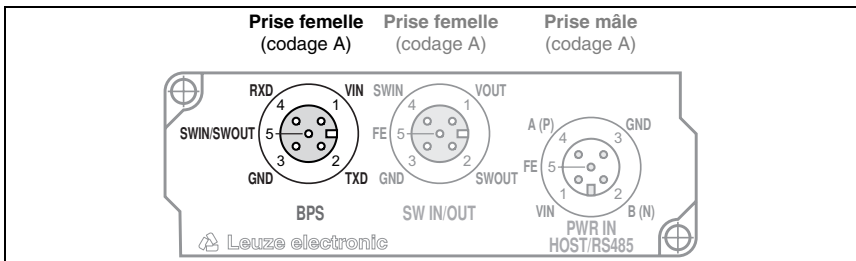 Prise femelle Prise femelle Prise mâle
(codage A) (codage A) (codage A)
RXD VIN SWIN VOUT
4 1 4 1
A (P) GND
4 3
SWIN/SWOUT 5 FE 5
FE 5
3 2 3 2
GND TXD GND SWOUT
1 2
VIN B (N)
BPS SW IN/OUT
PWR IN
HOST/RS485
Leuze electronic